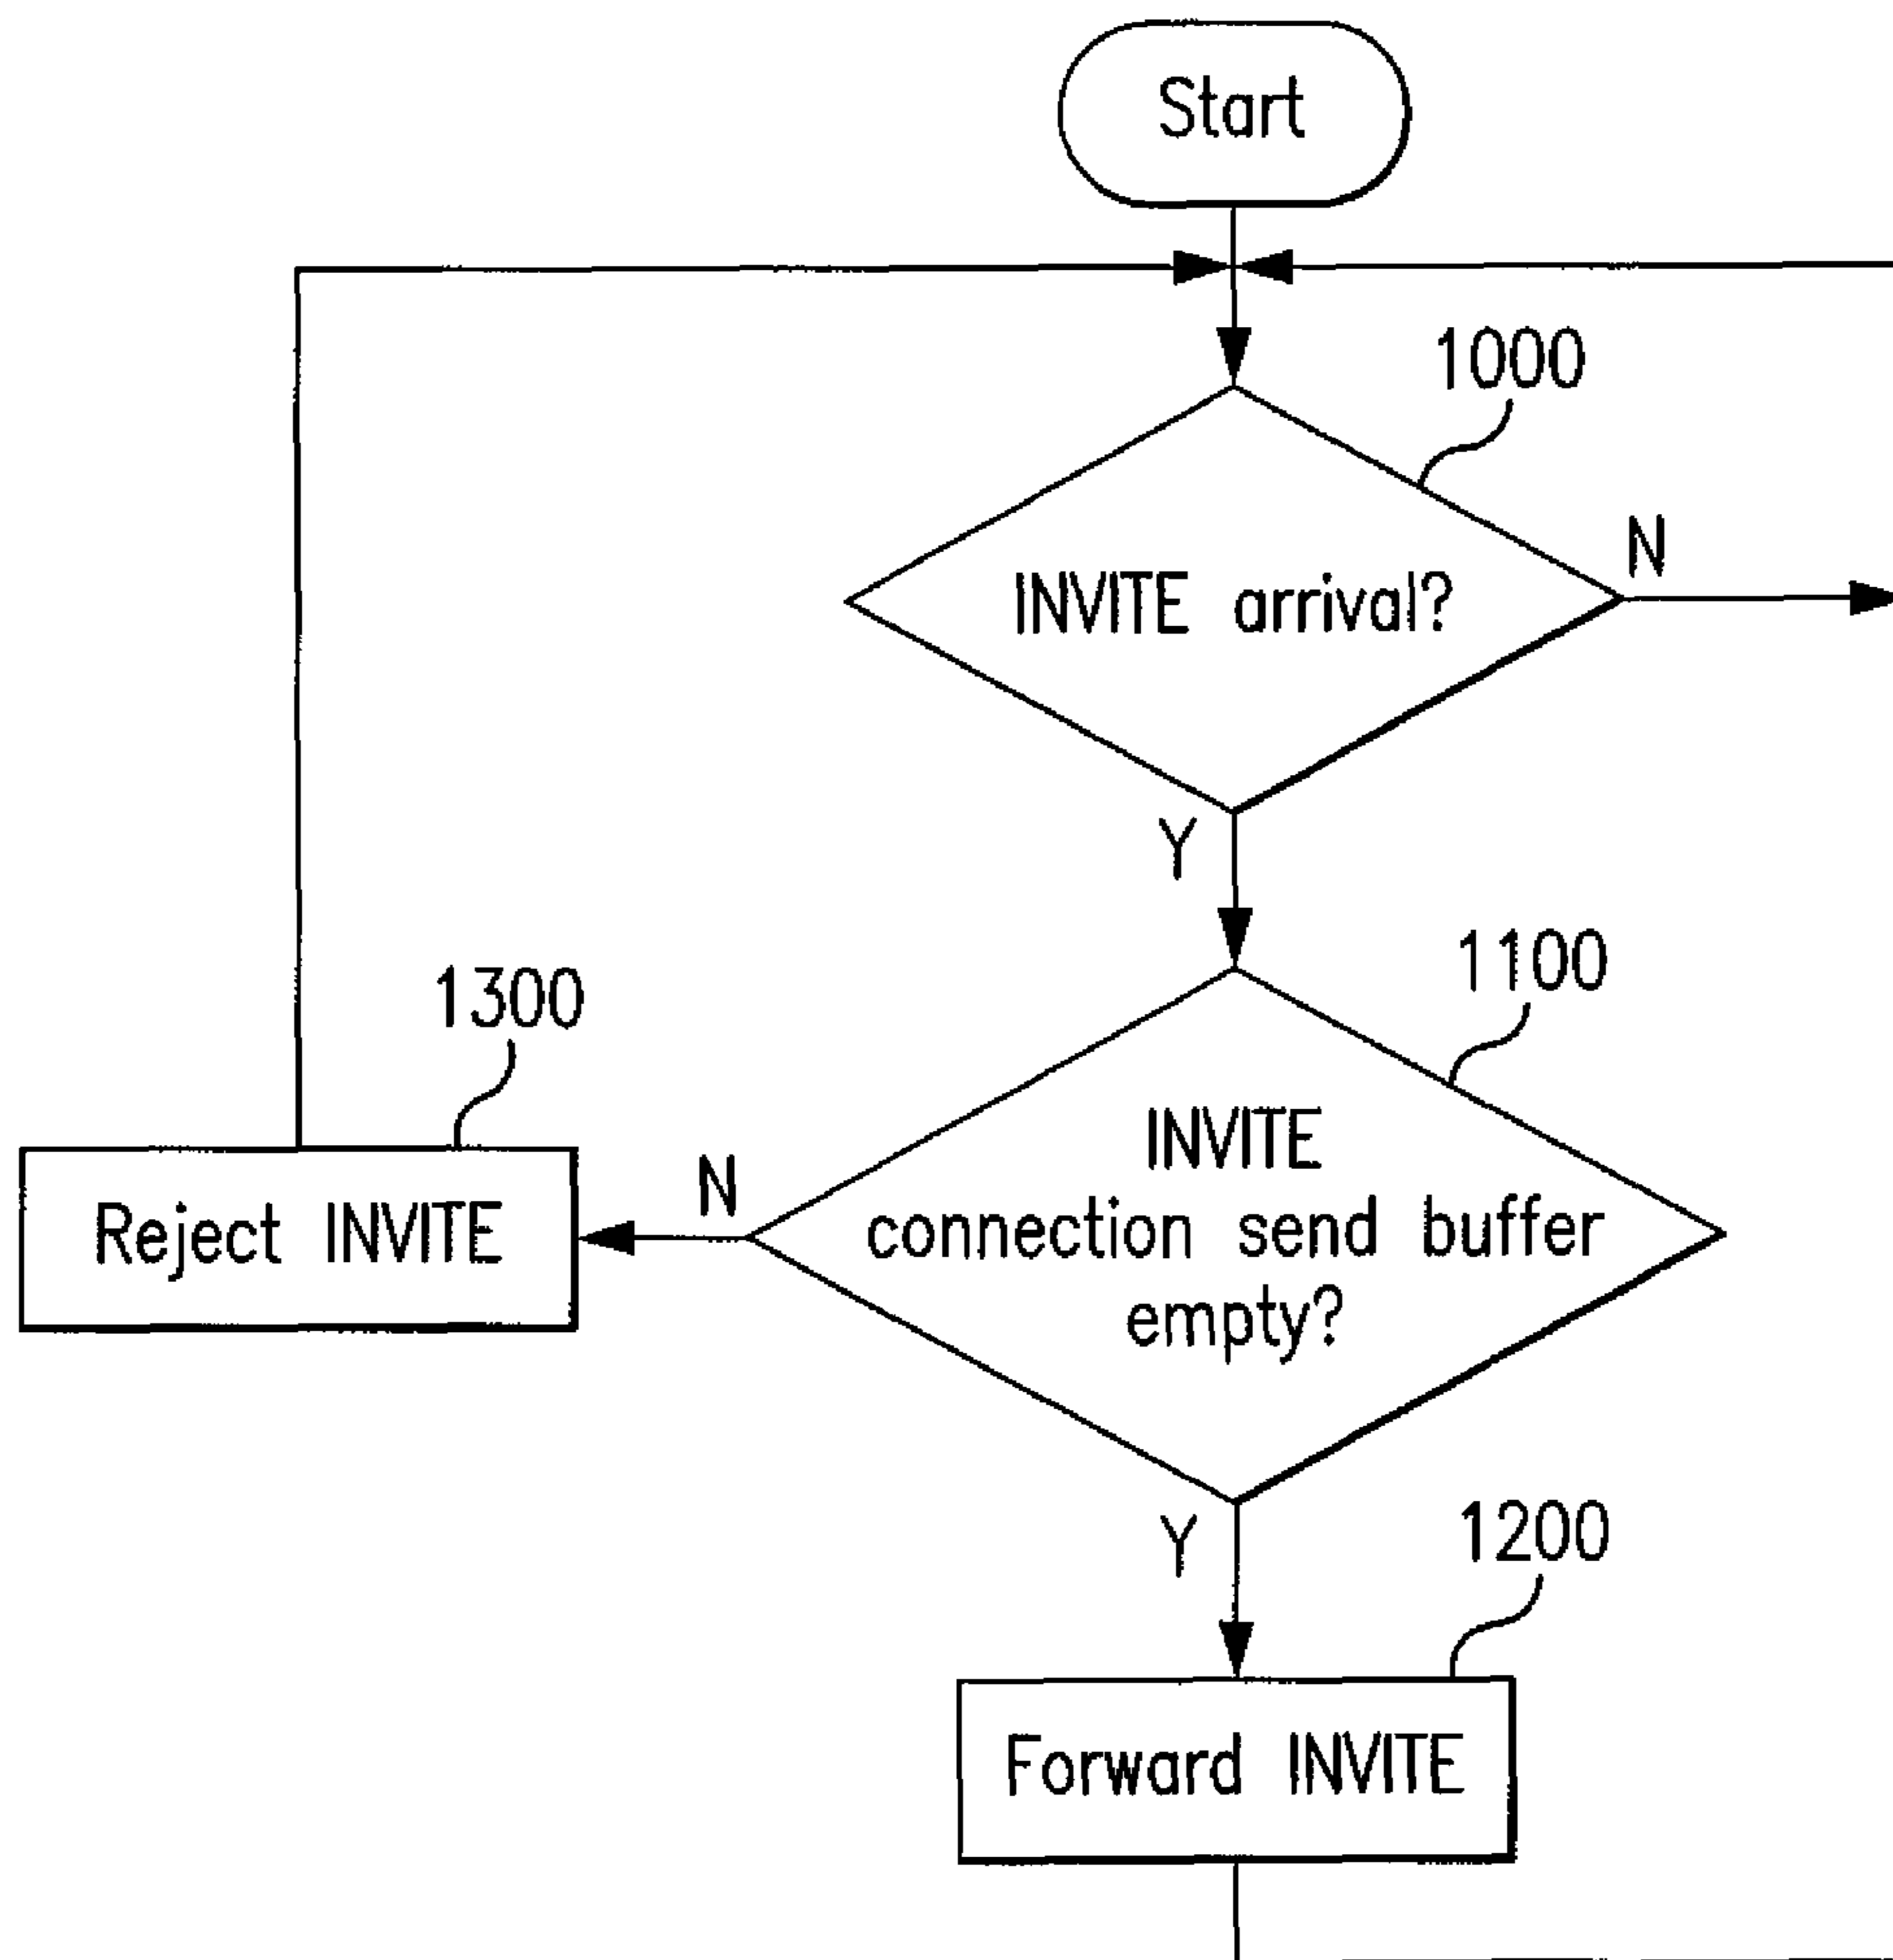 Start
1000
INVITE arrival?
N
Y
1100
1300
INVITE
connection send buffer
empty?
N
Reject INVITE
Y
1200
Forward INVITE